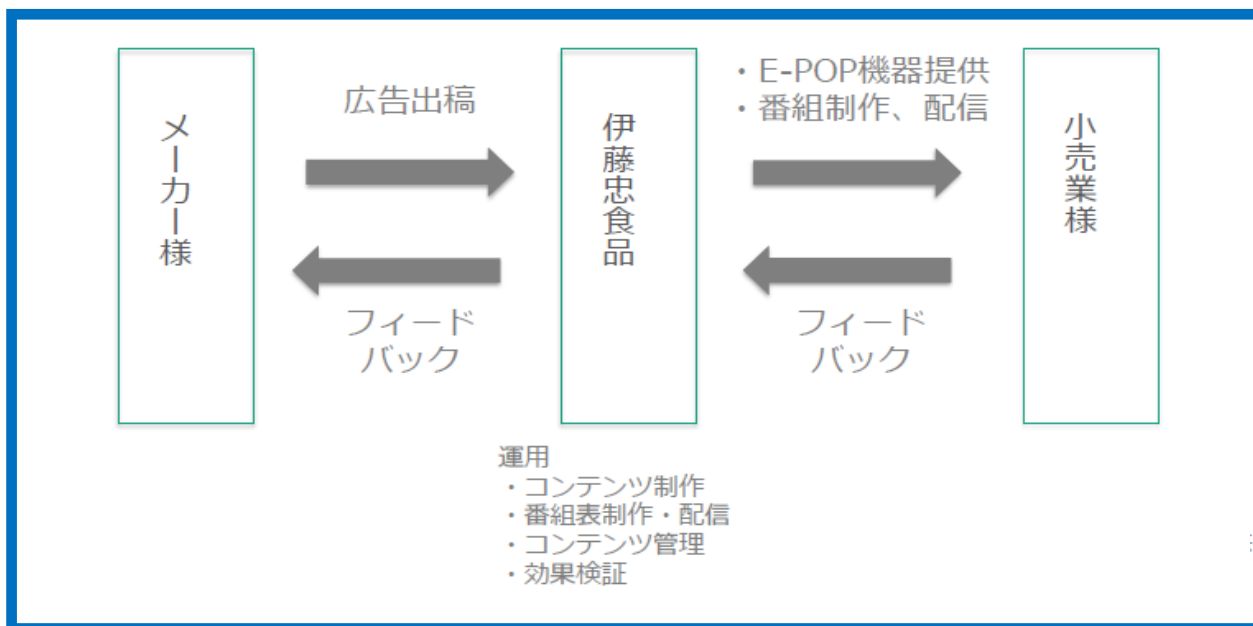 メーカー様
広告出稿
フィード
バック
伊藤忠食品
・E-POP機器提供
・番組制作、配信
フィード
バック
小売業様
運用
・コンテンツ制作
・番組表制作・配信
・コンテンツ管理
・効果検証